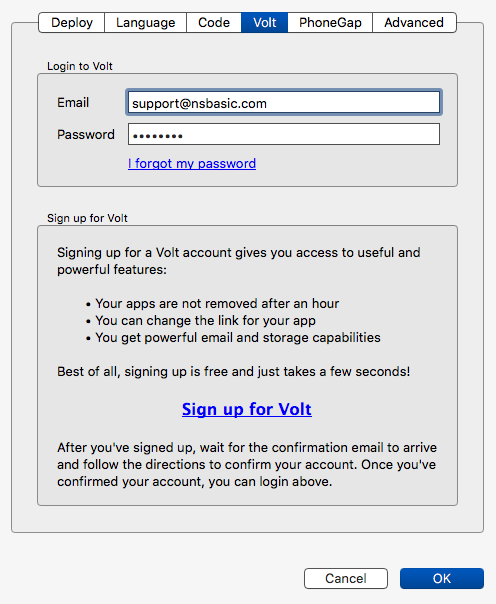 Deploy Language Code Volt PhoneGap Advanced
Login to Volt
Email support@nsbasic.com
Password ••••••••
I forgot my password
Sign up for Volt
Signing up for a Volt account gives you access to useful and
powerful features:
• Your apps are not removed after an hour
• You can change the link for your app
• You get powerful email and storage capabilities
Best of all, signing up is free and just takes a few seconds!
Sign up for Volt
After you've signed up, wait for the confirmation email to arrive
and follow the directions to confirm your account. Once you've
confirmed your account, you can login above.
Cancel OK